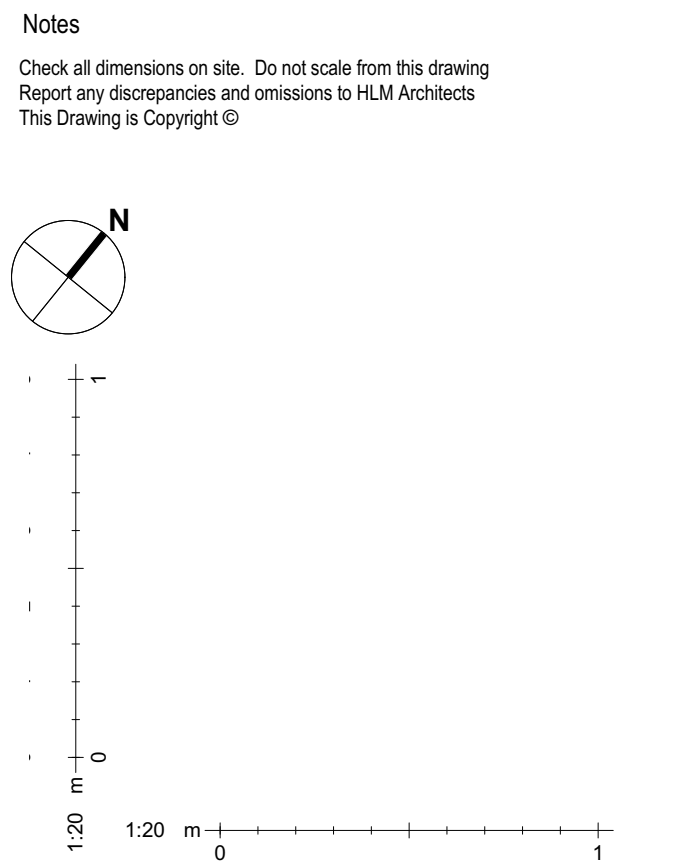 Notes
Check all dimensions on site.  Do not scale from this drawing
Report any discrepancies and omissions to HLM Architects
This Drawing is Copyright ©
N
1
0
1:20 m
1:20 m
0 1